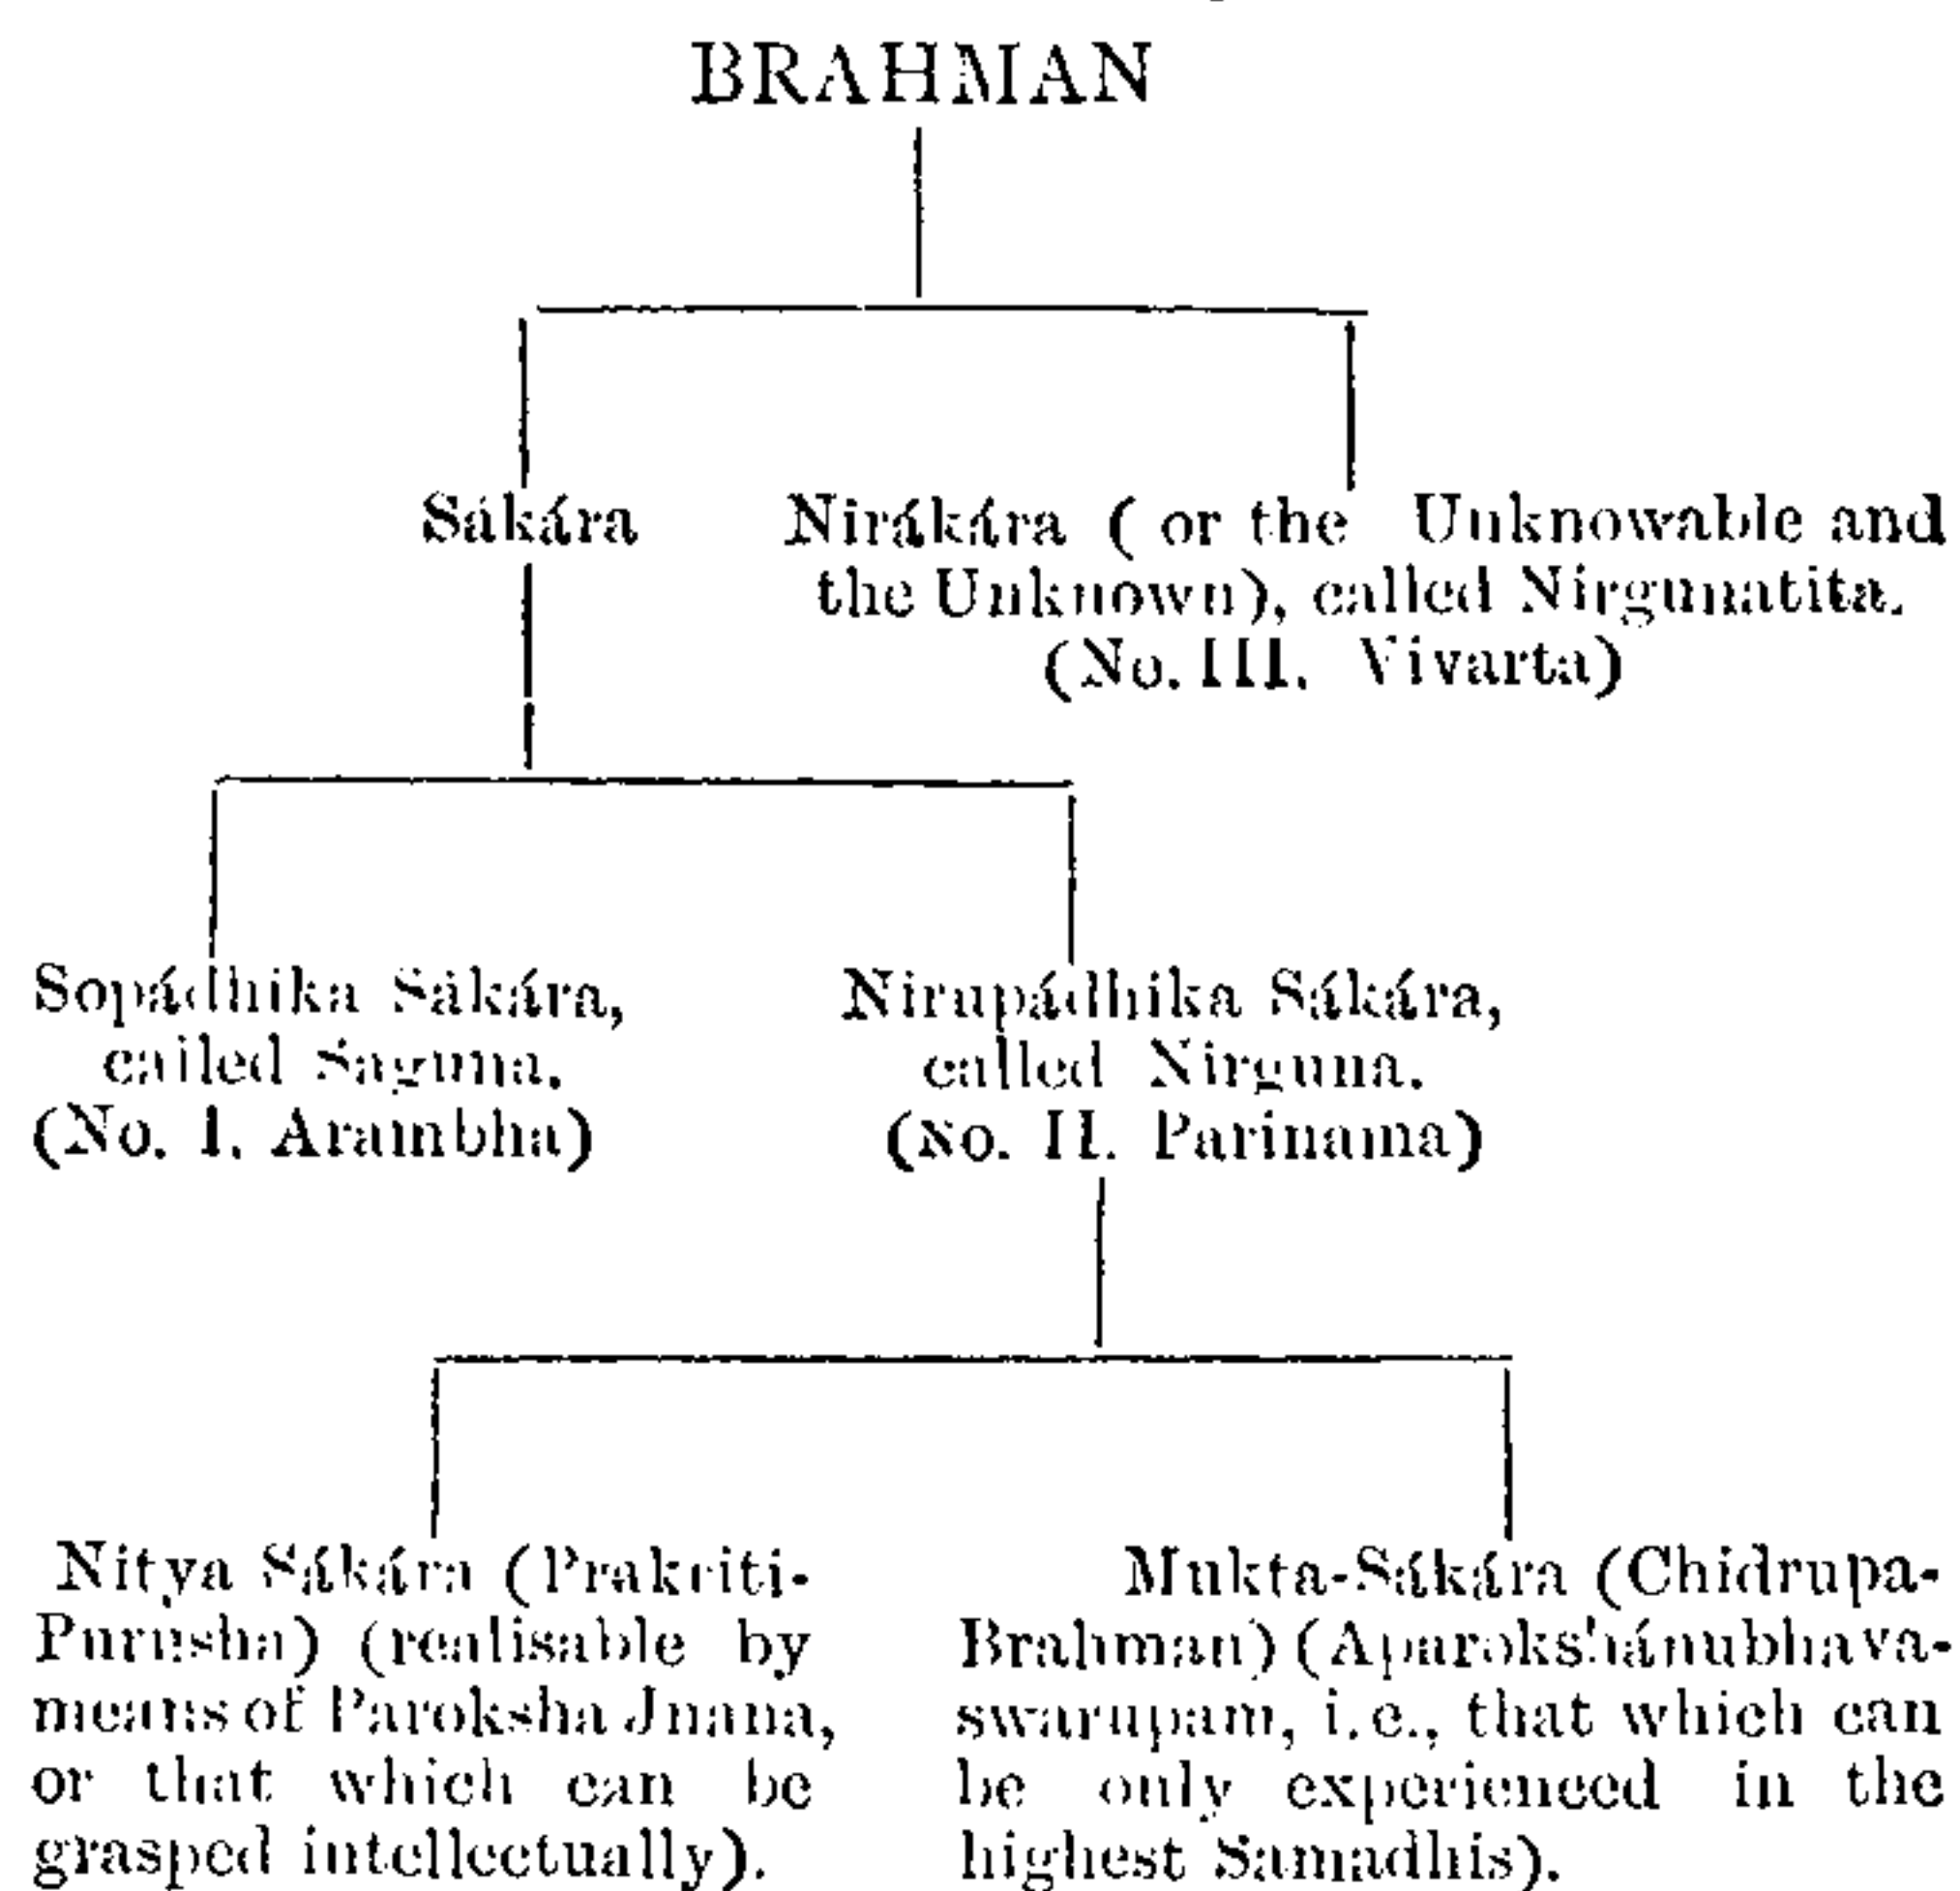 BRAHMAN
Sákára
Nirákára ( or the Unknowable and
the Unknown), called Nirgunatita.
(No. III. Vivarta)
Sopádhika Sákára,
called Saguna.
(No. I. Arambha)
Nirupádhika Sákára,
called Nirguna.
(No. II. Parinama)
Nitya Sákára (Prakriti-
Purusha) (realisable by
means of Paroksha Jnana,
or that which can be
grasped intellectually).
Mukta-Sákára (Chidrupa-
Brahman) (Aparokshánubhava-
swarupam, i.e., that which can
be only experienced in the
highest Samadhis).